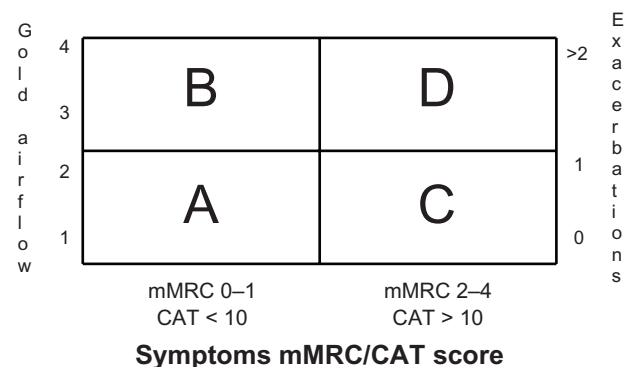 Gold airflow
4
3
2
1
B
D
A
C
>2
1
0
Exacerbations
mMRC 0–1
mMRC 2–4
CAT < 10
CAT > 10
Symptoms mMRC/CAT score